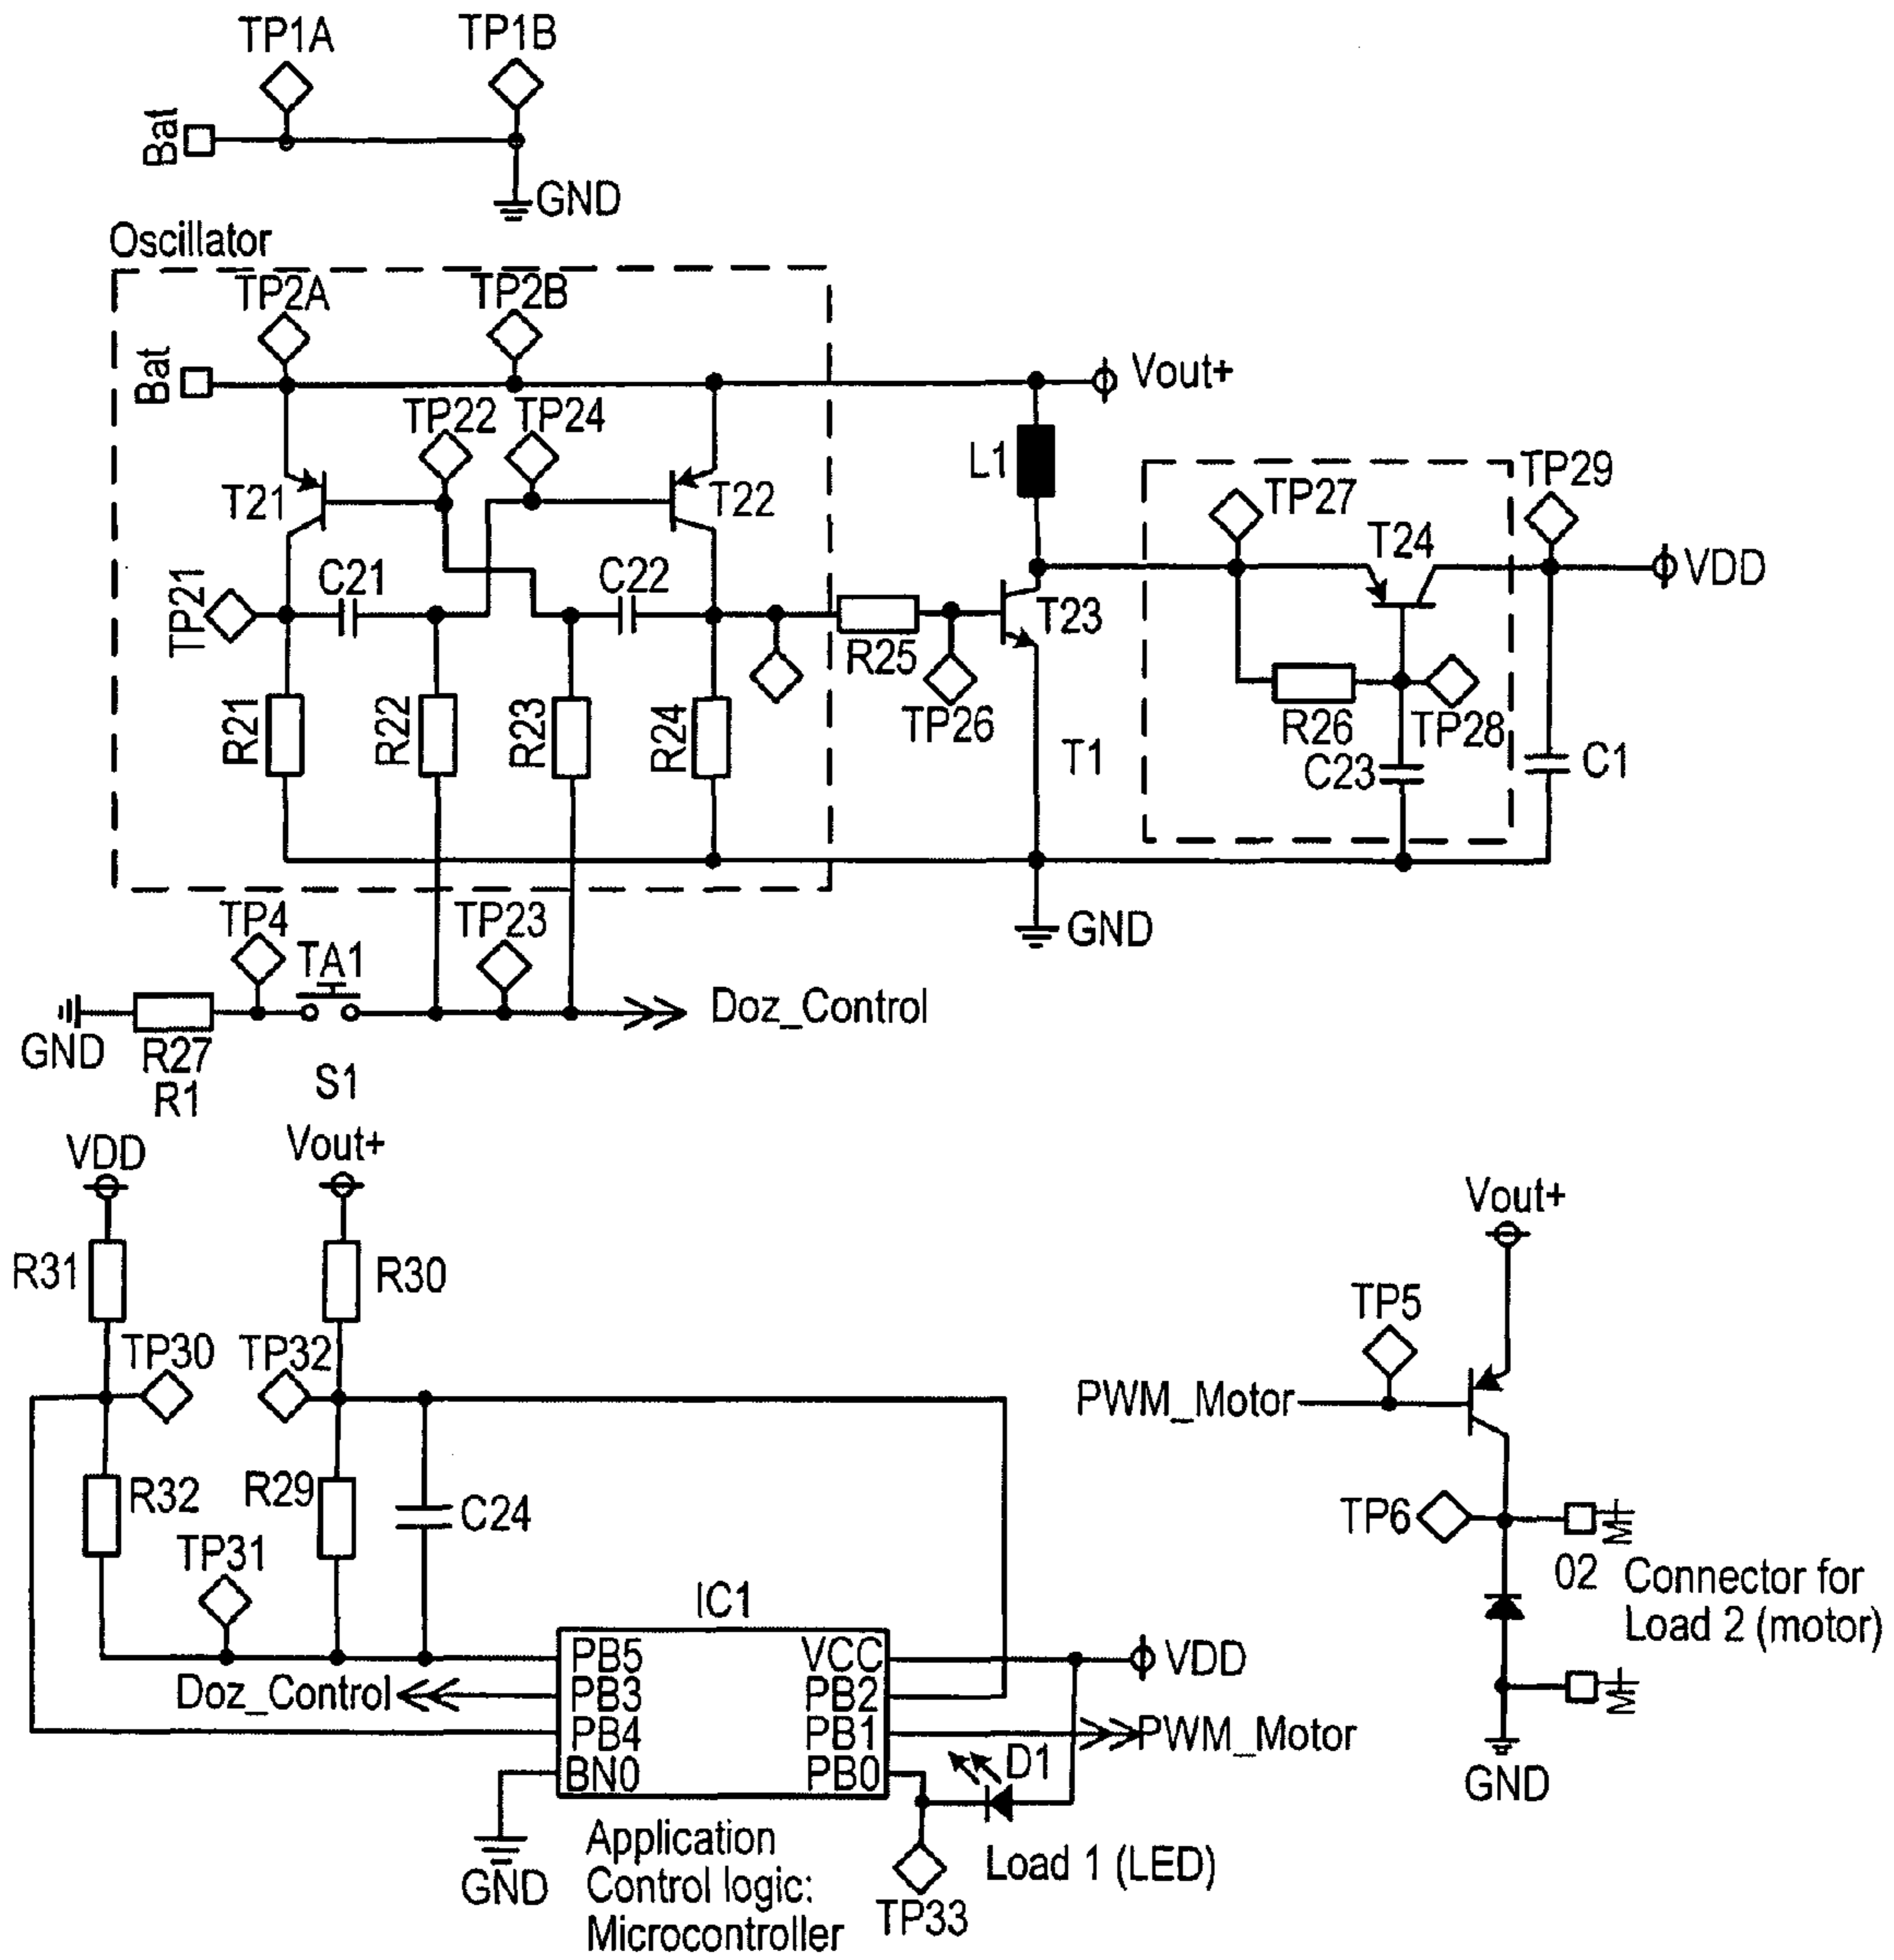 TP1A
TP1B
Bat
GND
Oscillator
TP2A
TP2B
Bat
Vout+
TP22
TP24
L1
T21
T22
TP27
TP29
T24
VDD
TP21
C21
C22
T23
R25
TP26
R21
R22
R23
R24
T1
R26
TP28
C23
C1
TP4
TA1
TP23
GND
Doz_Control
GND
R27
R1
S1
VDD
Vout+
Vout+
R31
R30
TP5
TP30
TP32
PWM_Motor
R32
R29
C24
TP6
M+
TP31
02
Connector for
Load 2 (motor)
IC1
PB5
VCC
VDD
Doz_Control
PB3
PB2
M+
PB4
PB1
PWM_Motor
BN0
PB0
D1
GND
GND
Application
Control logic:
Microcontroller
Load 1 (LED)
TP33